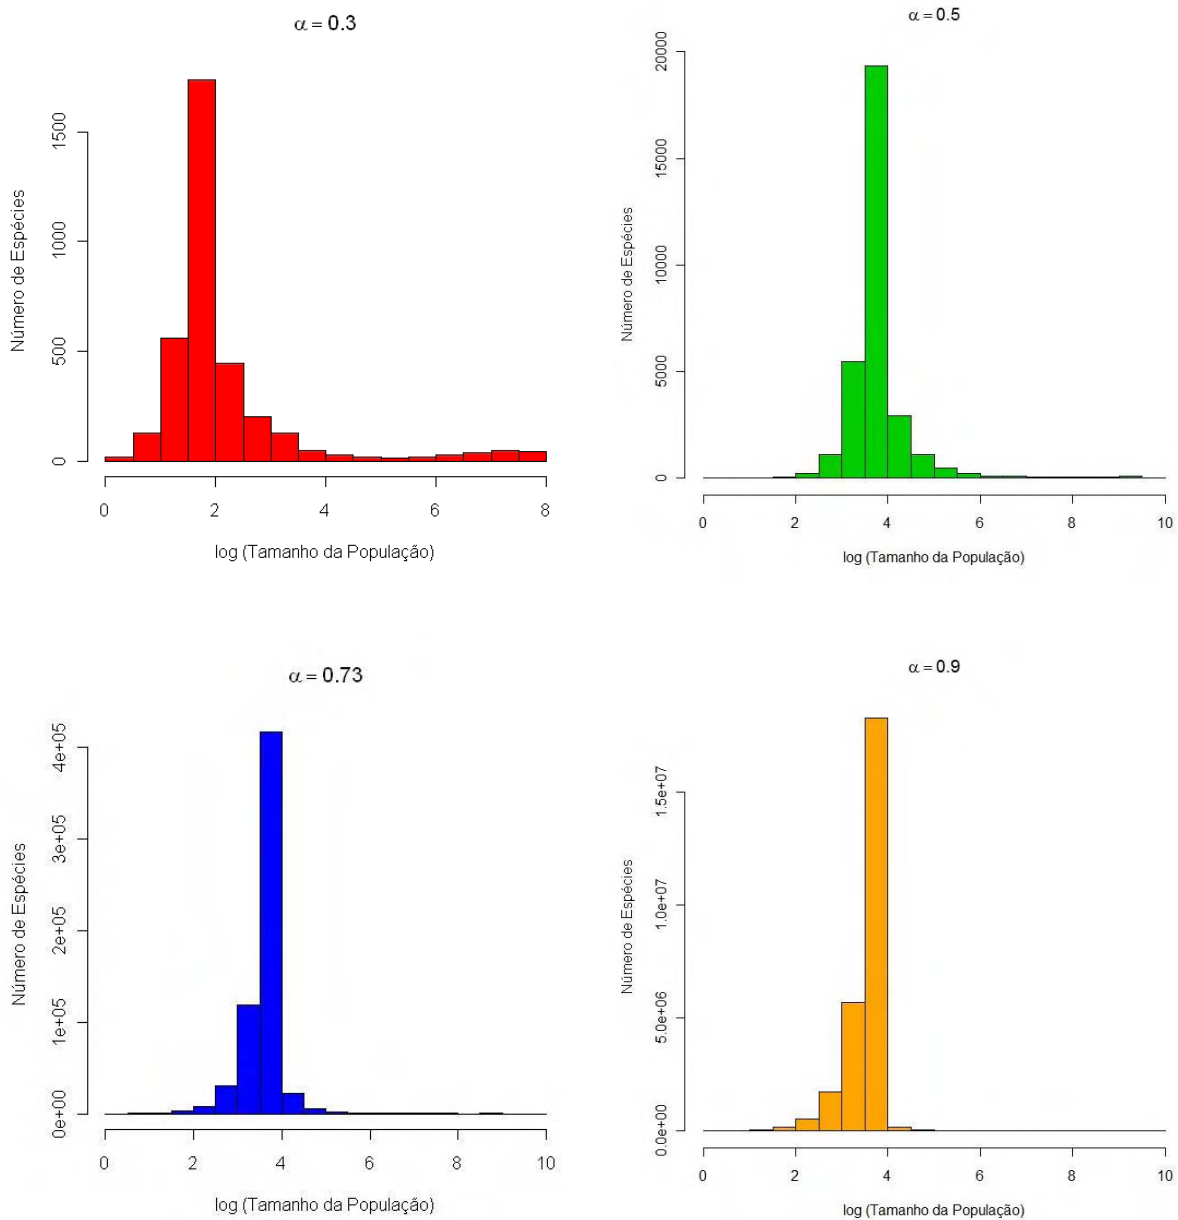 α = 0.3
Número de Espécies
0 500 1000 1500
0 2 4 6 8
log (Tamanho da População)
α = 0.5
Número de Espécies
0 5000 10000 15000 20000
0 2 4 6 8 10
log (Tamanho da População)
α = 0.73
Número de Espécies
0e+00 1e+05 2e+05 3e+05 4e+05
0 2 4 6 8 10
log (Tamanho da População)
α = 0.9
Número de Espécies
0.0e+00 5.0e+06 1.0e+07 1.5e+07
0 2 4 6 8 10
log (Tamanho da População)